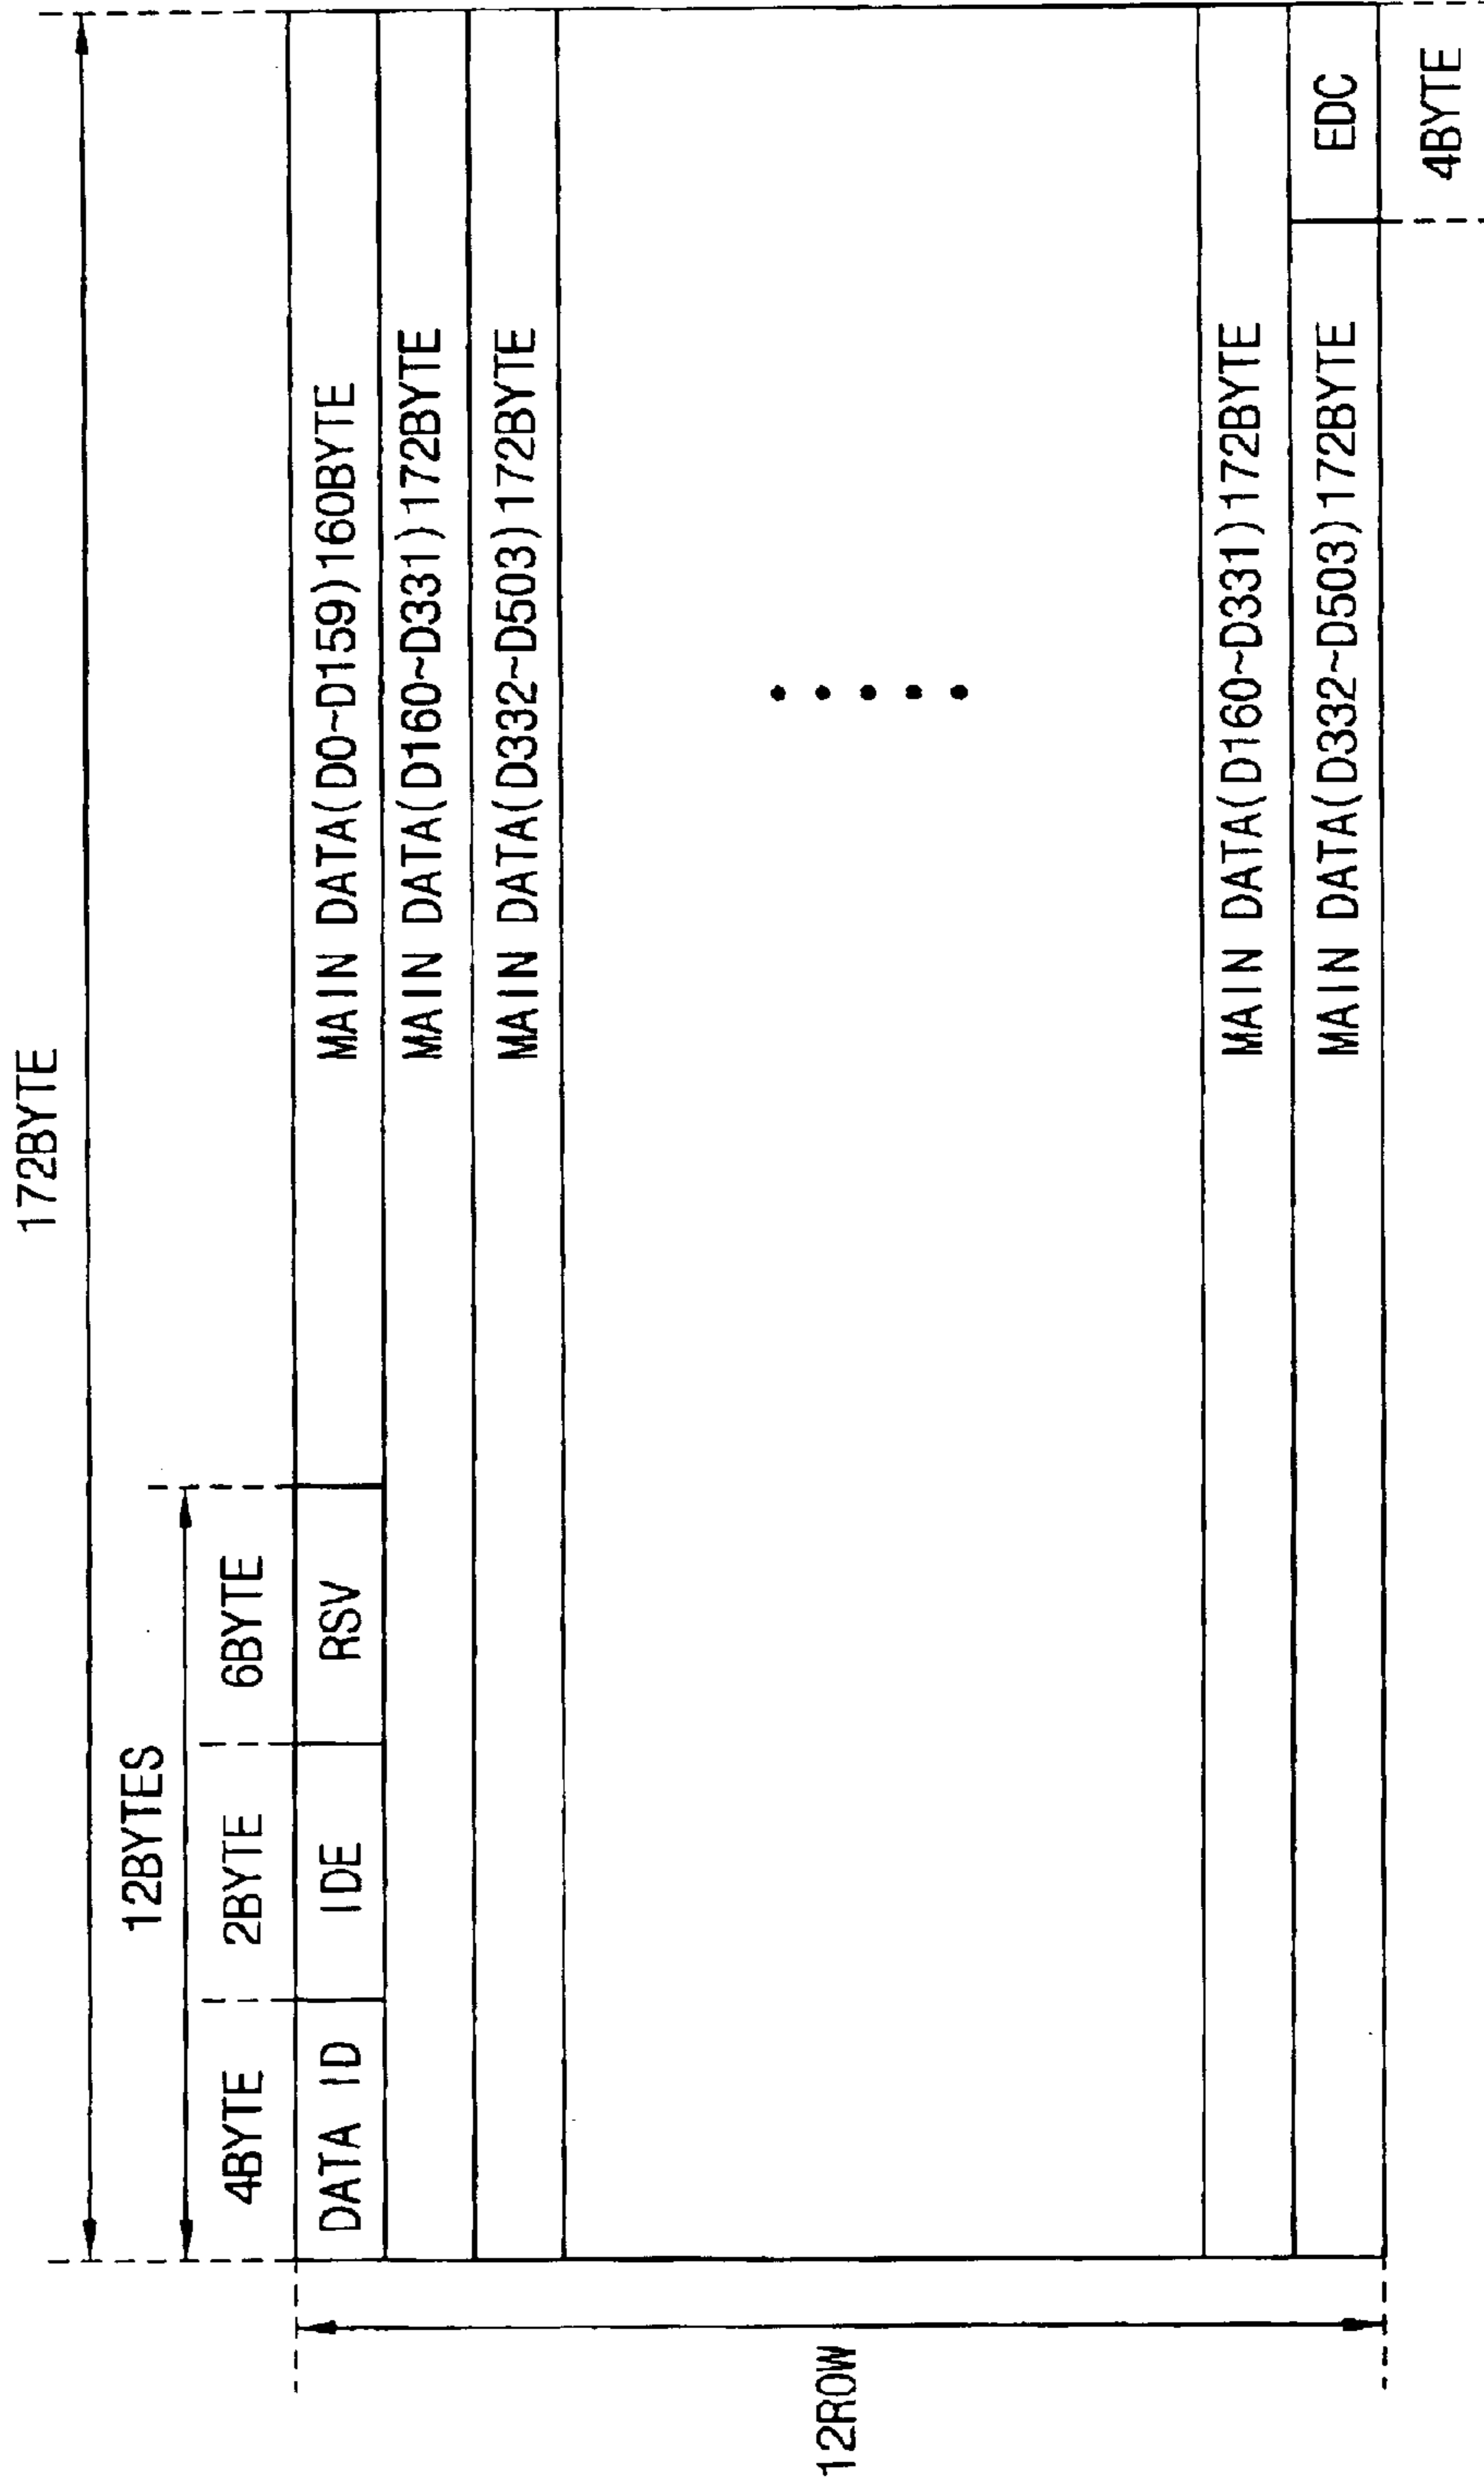 172BYTE
12BYTES
4BYTE 2BYTE 6BYTE
DATA ID IDE RSV MAIN DATA(D0~D159)160BYTE
MAIN DATA(D160~D331)172BYTE
MAIN DATA(D332~D503)172BYTE
12ROW
MAIN DATA(D160~D331)172BYTE
MAIN DATA(D332~D503)172BYTE EDC
4BYTE